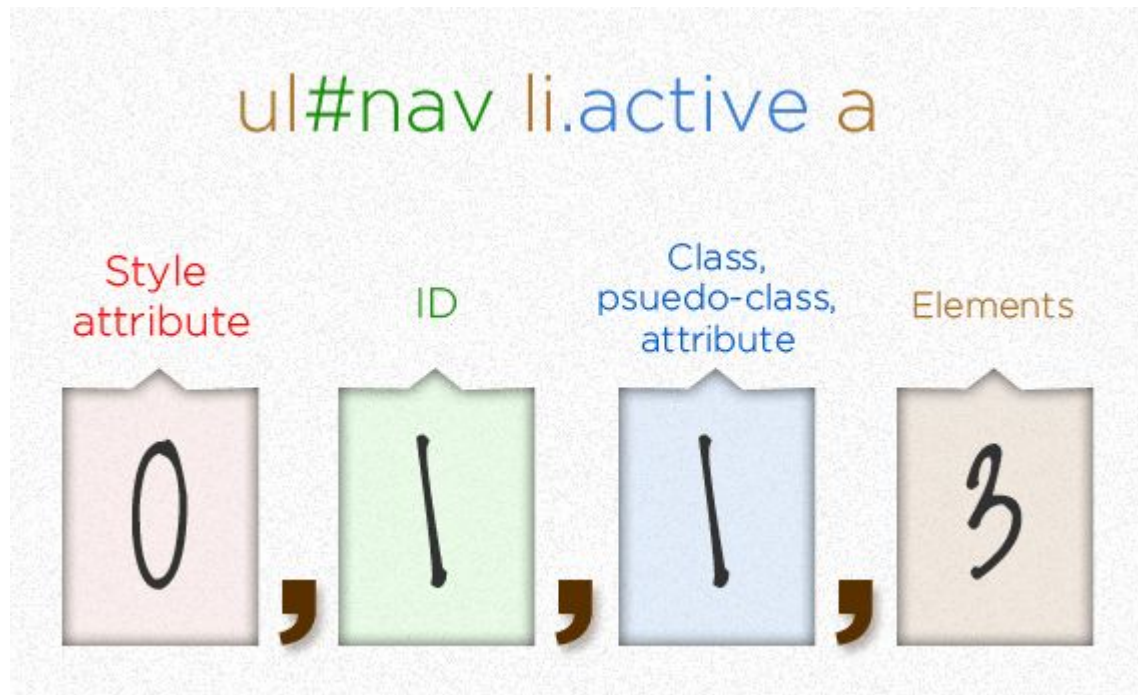 ul#nav li.active a
Style
attribute
ID
Class,
psuedo-class,
attribute
Elements
0 , 1 , 1 , 3